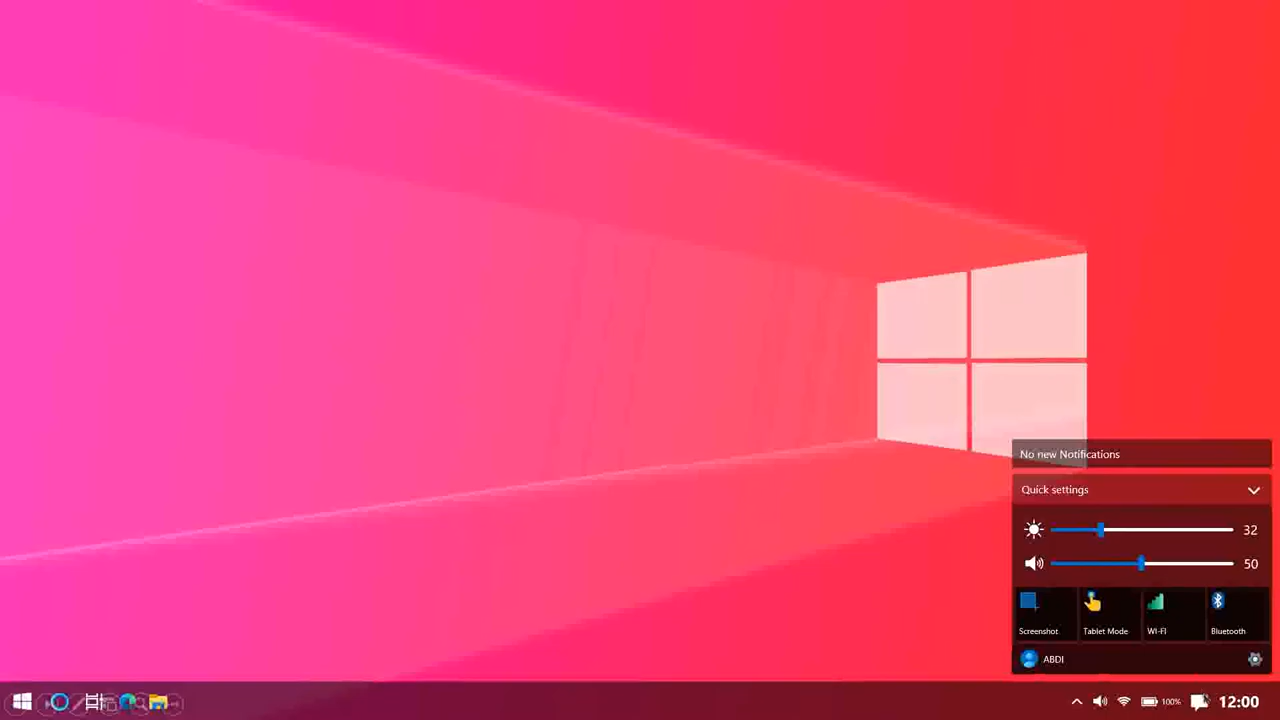 No new Notifications
Quick settings
32
50
Screenshot
Tablet Mode
WI-FI
Bluetooth
ABDI
100%
12:00